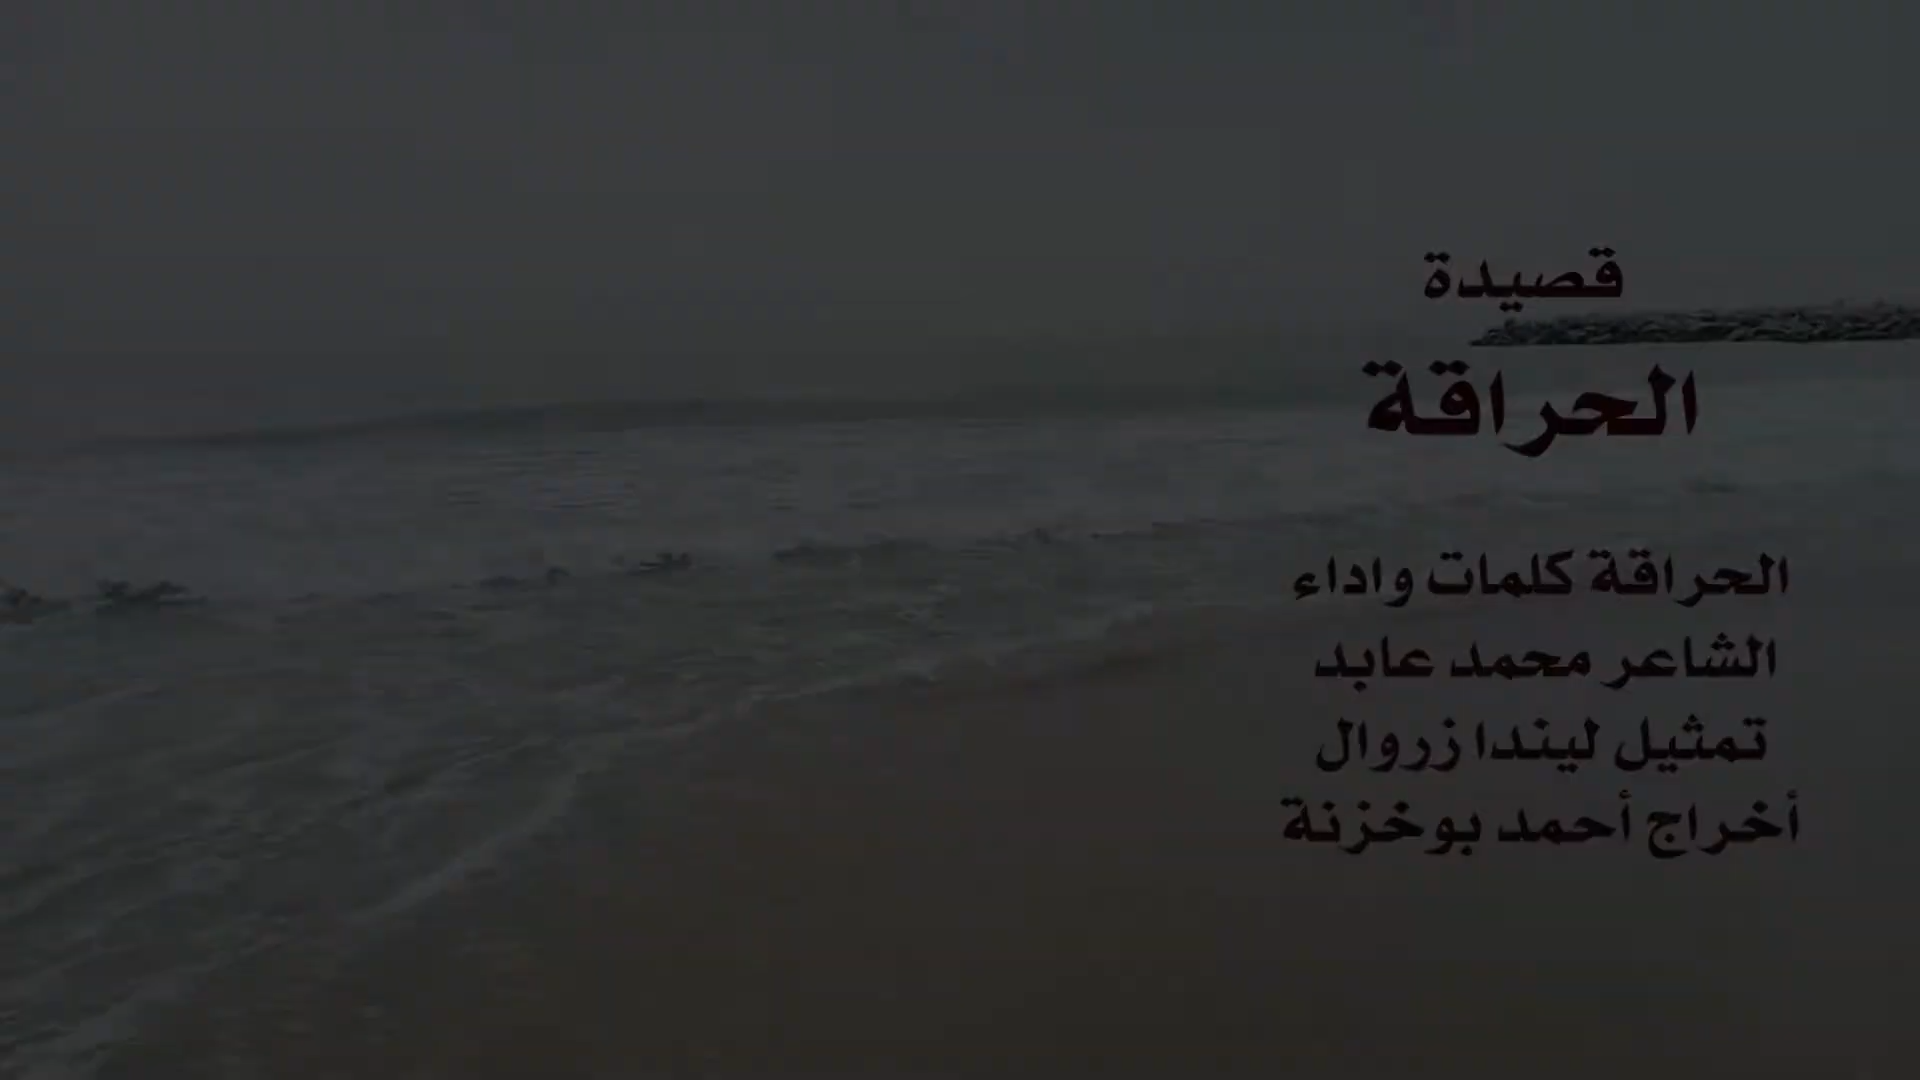 قصيدة
الحراقة
الحراقة كلمات واداء
الشاعر محمد عابد
تمثيل ليندا زروال
أخراج أحمد بوخزنة